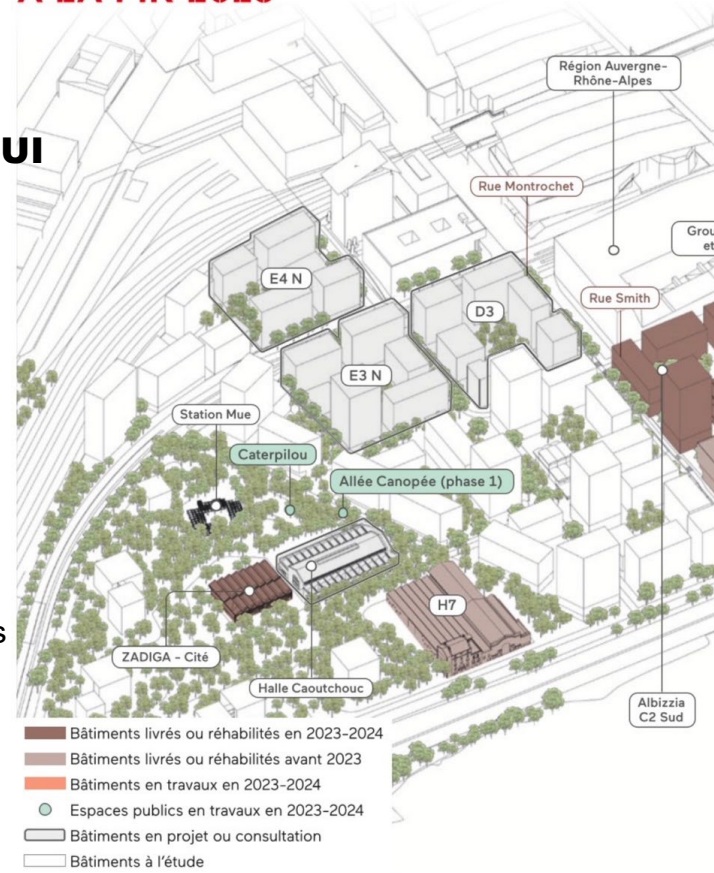 UI
Région Auvergne-
Rhône-Alpes
Rue Montrochet
Grou
et
E4 N
D3
Rue Smith
E3 N
Station Mue
Caterpilou
Allée Canopée (phase 1)
H7
ZADIGA - Cité
Halle Caoutchouc
Albizzia
C2 Sud
s
Bâtiments livrés ou réhabilités en 2023-2024
Bâtiments livrés ou réhabilités avant 2023
Bâtiments en travaux en 2023-2024
Espaces publics en travaux en 2023-2024
Bâtiments en projet ou consultation
Bâtiments à l'étude